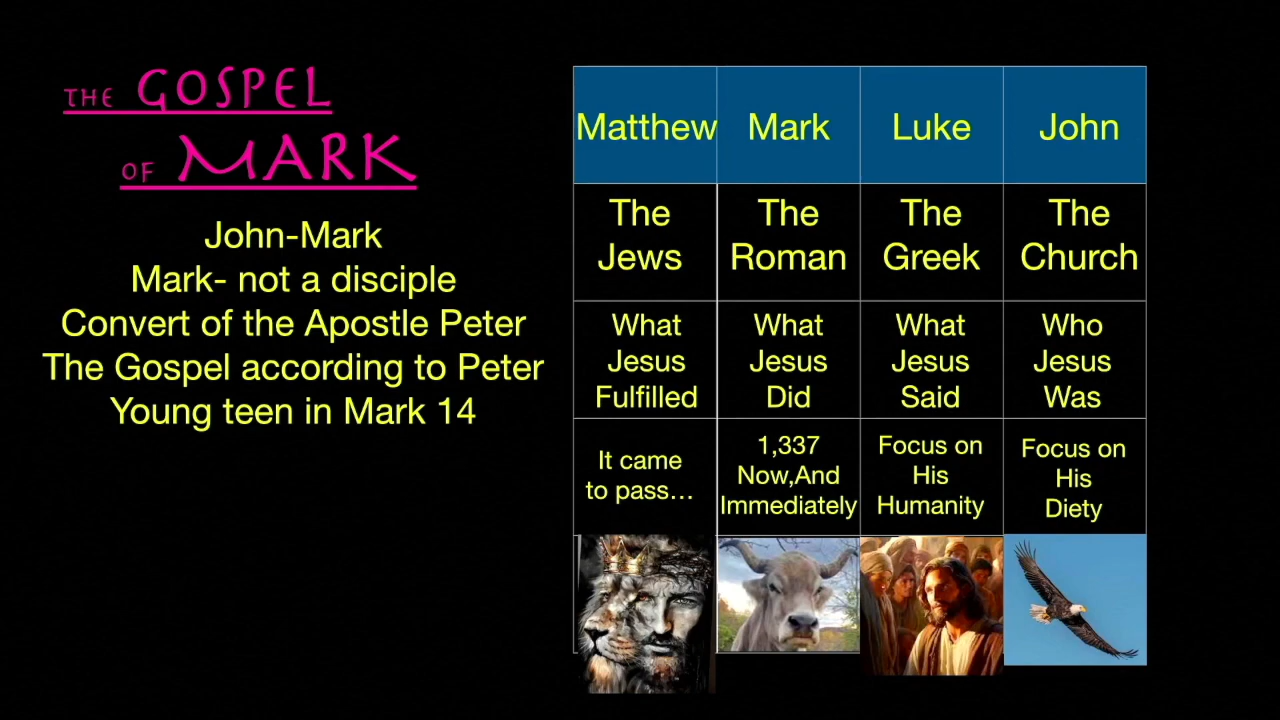 THE GOSPEL
OF MARK
John-Mark
Mark- not a disciple
Convert of the Apostle Peter
The Gospel according to Peter
Young teen in Mark 14
Matthew Mark Luke John
The The The The
Jews Roman Greek Church
What What What Who
Jesus Jesus Jesus Jesus
Fulfilled Did Said Was
It came
to pass…
1,337
Now,And
Immediately
Focus on
His
Humanity
Focus on
His
Diety